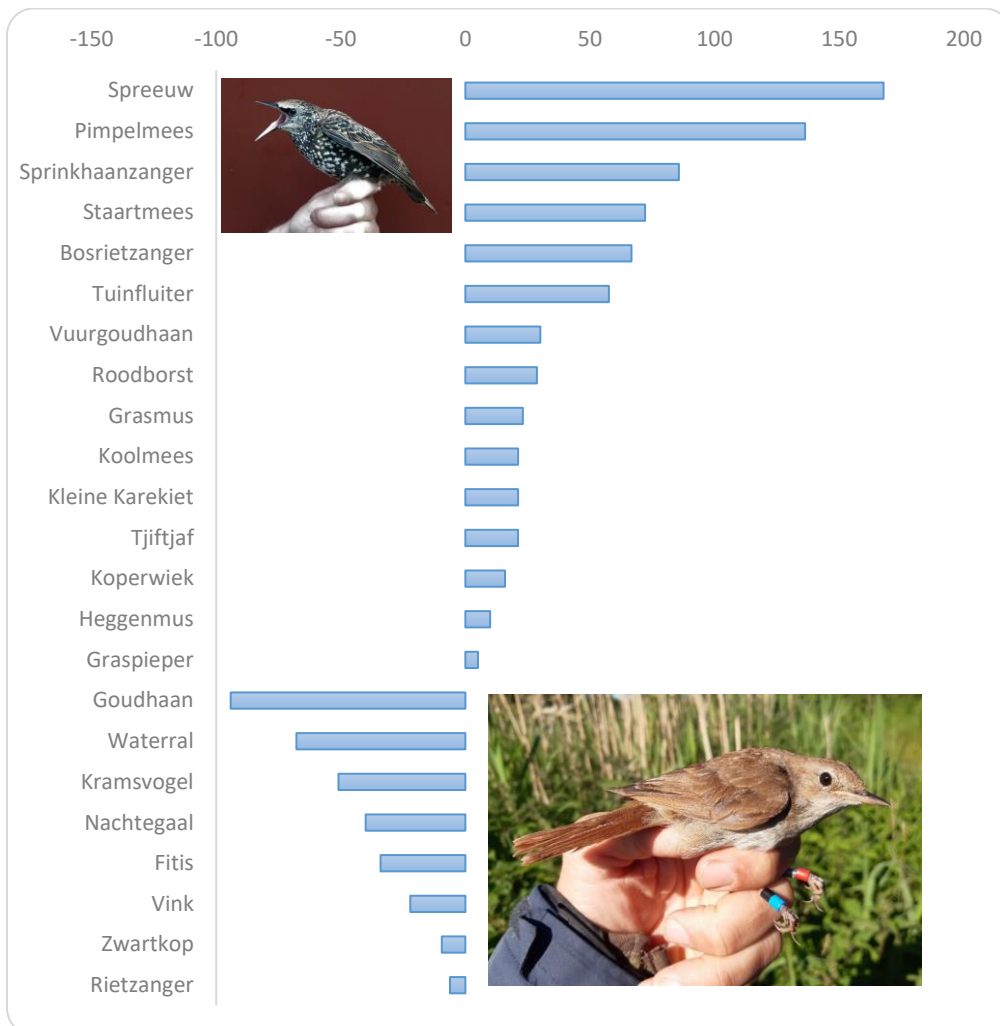 -150 -100 -50 0 50 100 150 200
Spreeuw
Pimpelmees
Sprinkhaanzanger
Staartmees
Bosrietzanger
Tuinfluiter
Vuurgoudhaan
Roodborst
Grasmus
Koolmees
Kleine Karekiet
Tjiftjaf
Koperwiek
Heggenmus
Graspieper
Goudhaan
Waterral
Kramsvogel
Nachtegaal
Fitis
Vink
Zwartkop
Rietzanger